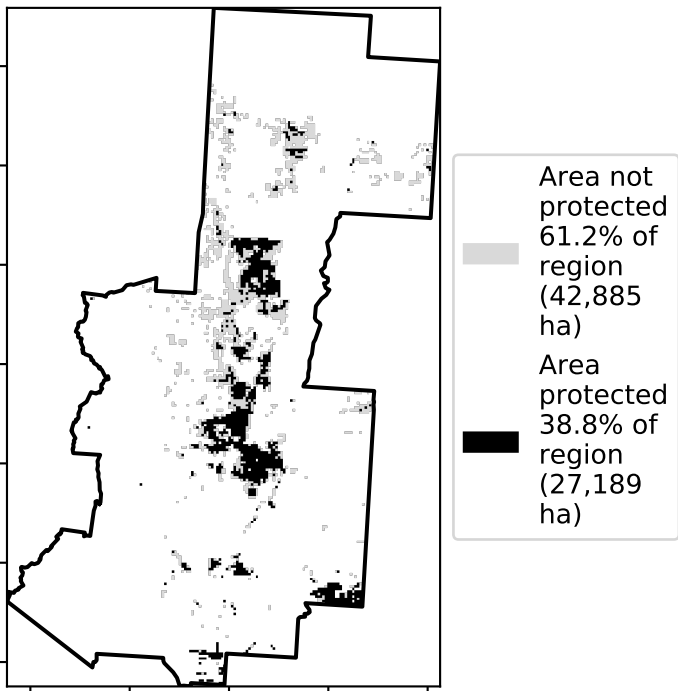 Area not
protected
61.2% of
region
(42,885
ha)
Area
protected
38.8% of
region
(27,189
ha)